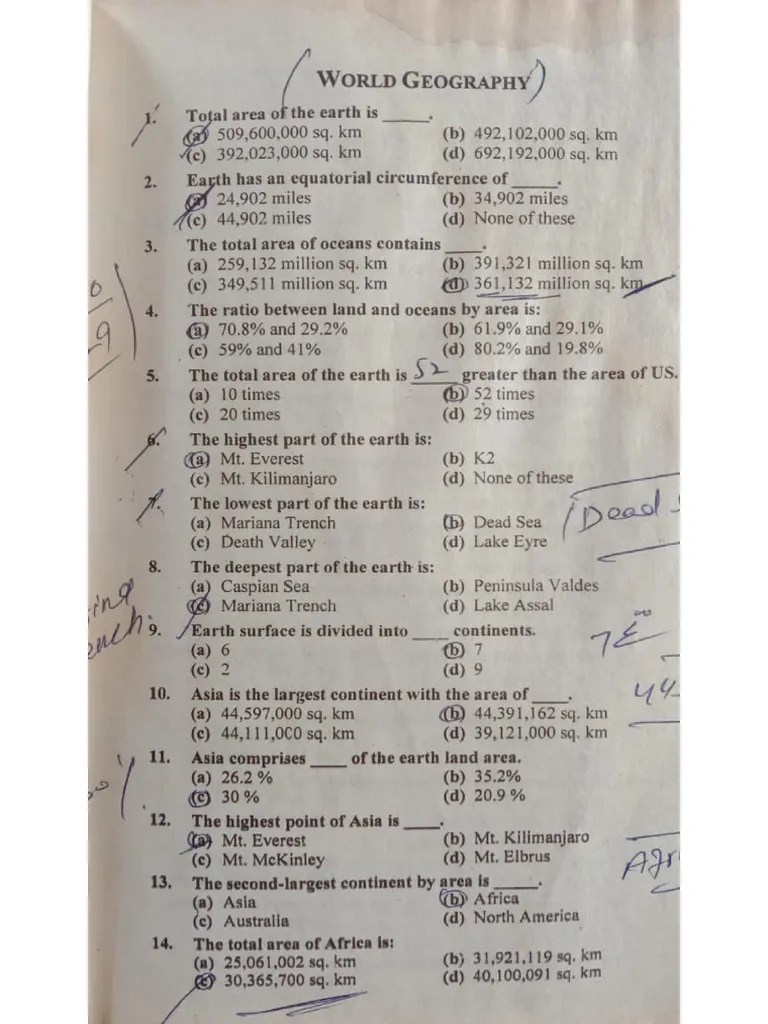 WORLD GEOGRAPHY
1. Total area of the earth is _____.
(a) 509,600,000 sq. km (b) 492,102,000 sq. km
(c) 392,023,000 sq. km (d) 692,192,000 sq. km
2. Earth has an equatorial circumference of _____.
(a) 24,902 miles (b) 34,902 miles
(c) 44,902 miles (d) None of these
3. The total area of oceans contains ____.
(a) 259,132 million sq. km (b) 391,321 million sq. km
(c) 349,511 million sq. km (d) 361,132 million sq. km
4. The ratio between land and oceans by area is:
(a) 70.8% and 29.2% (b) 61.9% and 29.1%
(c) 59% and 41% (d) 80.2% and 19.8%
5. The total area of the earth is 52 greater than the area of US.
(a) 10 times (b) 52 times
(c) 20 times (d) 29 times
6. The highest part of the earth is:
(a) Mt. Everest (b) K2
(c) Mt. Kilimanjaro (d) None of these
7. The lowest part of the earth is:
(a) Mariana Trench (b) Dead Sea
(c) Death Valley (d) Lake Eyre
Dead
8. The deepest part of the earth is:
(a) Caspian Sea (b) Peninsula Valdes
(c) Mariana Trench (d) Lake Assal
9. Earth surface is divided into ____ continents.
(a) 6 (b) 7
(c) 2 (d) 9
10. Asia is the largest continent with the area of ____.
(a) 44,597,000 sq. km (b) 44,391,162 sq. km
(c) 44,111,000 sq. km (d) 39,121,000 sq. km
11. Asia comprises ____ of the earth land area.
(a) 26.2 % (b) 35.2%
(c) 30 % (d) 20.9 %
12. The highest point of Asia is ____.
(a) Mt. Everest (b) Mt. Kilimanjaro
(c) Mt. McKinley (d) Mt. Elbrus
13. The second-largest continent by area is _____.
(a) Asia (b) Africa
(c) Australia (d) North America
14. The total area of Africa is:
(a) 25,061,002 sq. km (b) 31,921,119 sq. km
(c) 30,365,700 sq. km (d) 40,100,091 sq. km